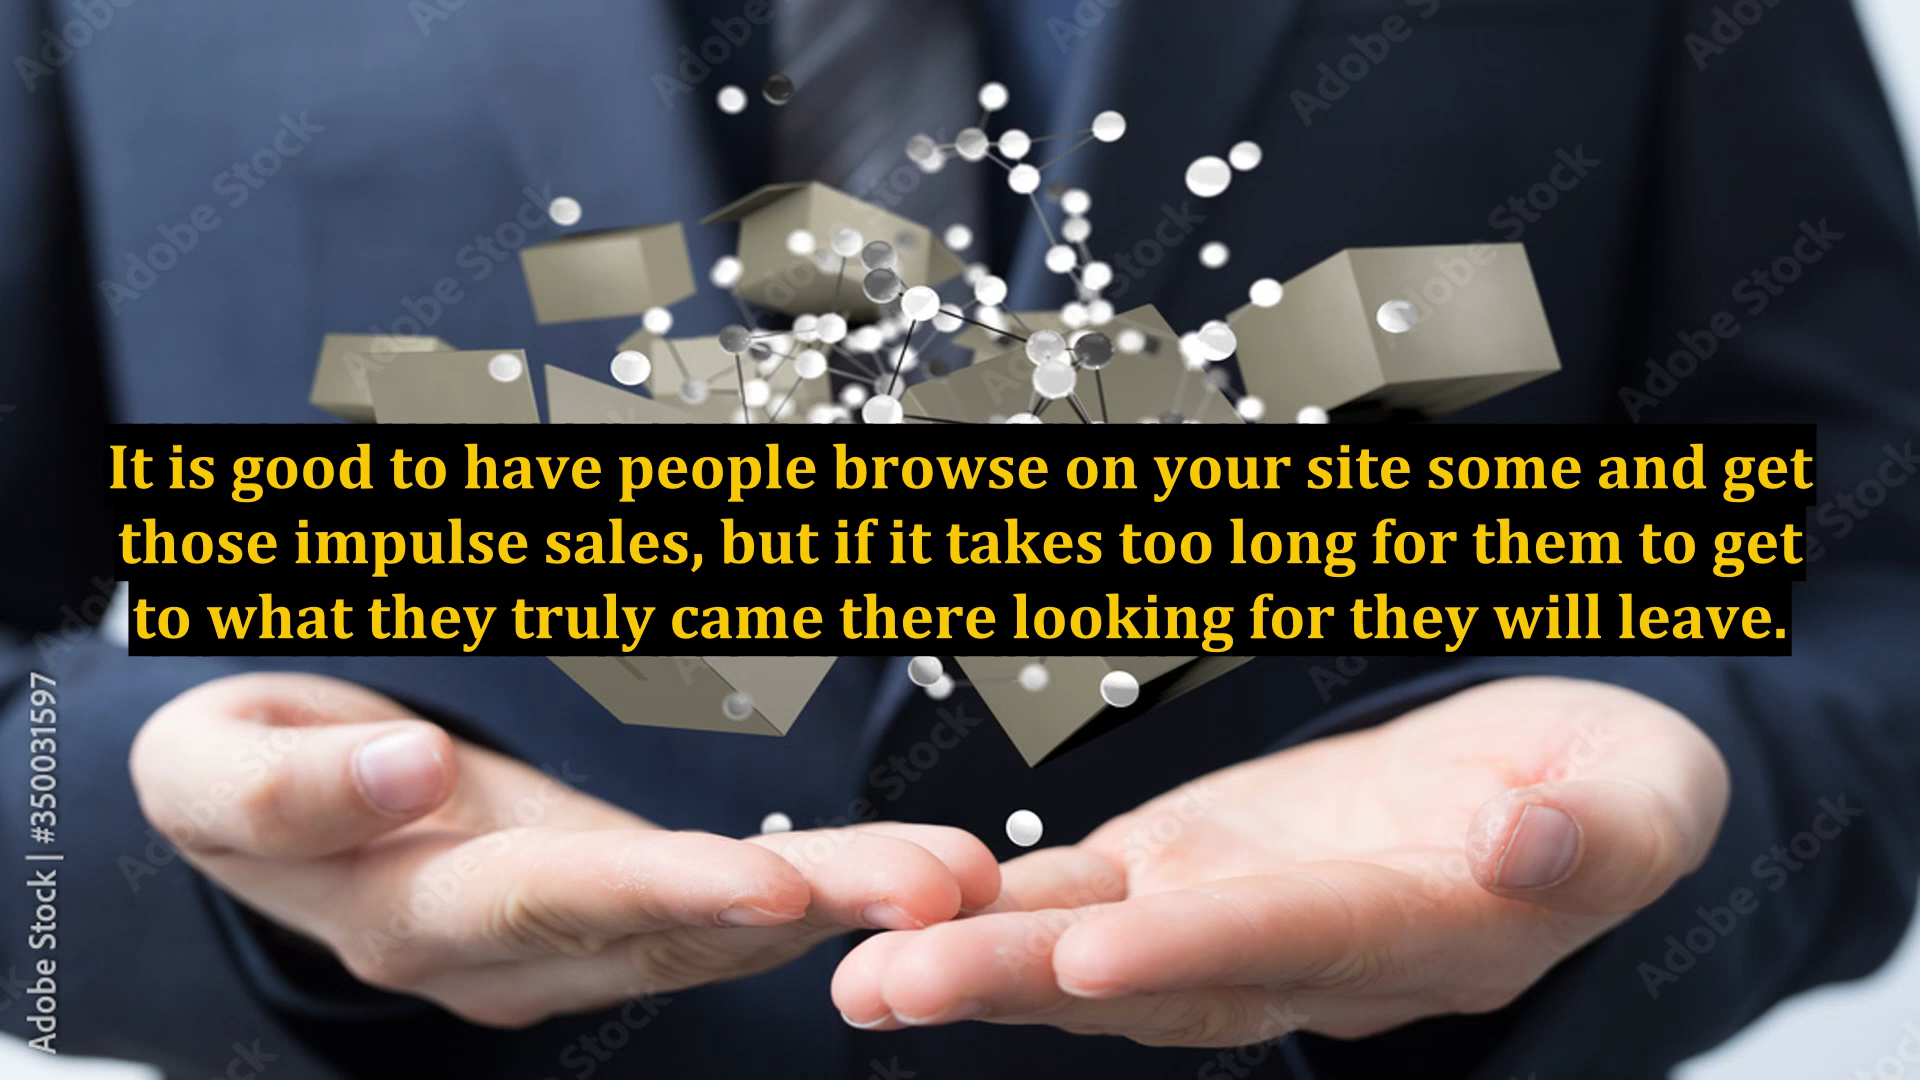 It is good to have people browse on your site some and get
those impulse sales, but if it takes too long for them to get
to what they truly came there looking for they will leave.
Adobe Stock | #350031597
Adobe Stock